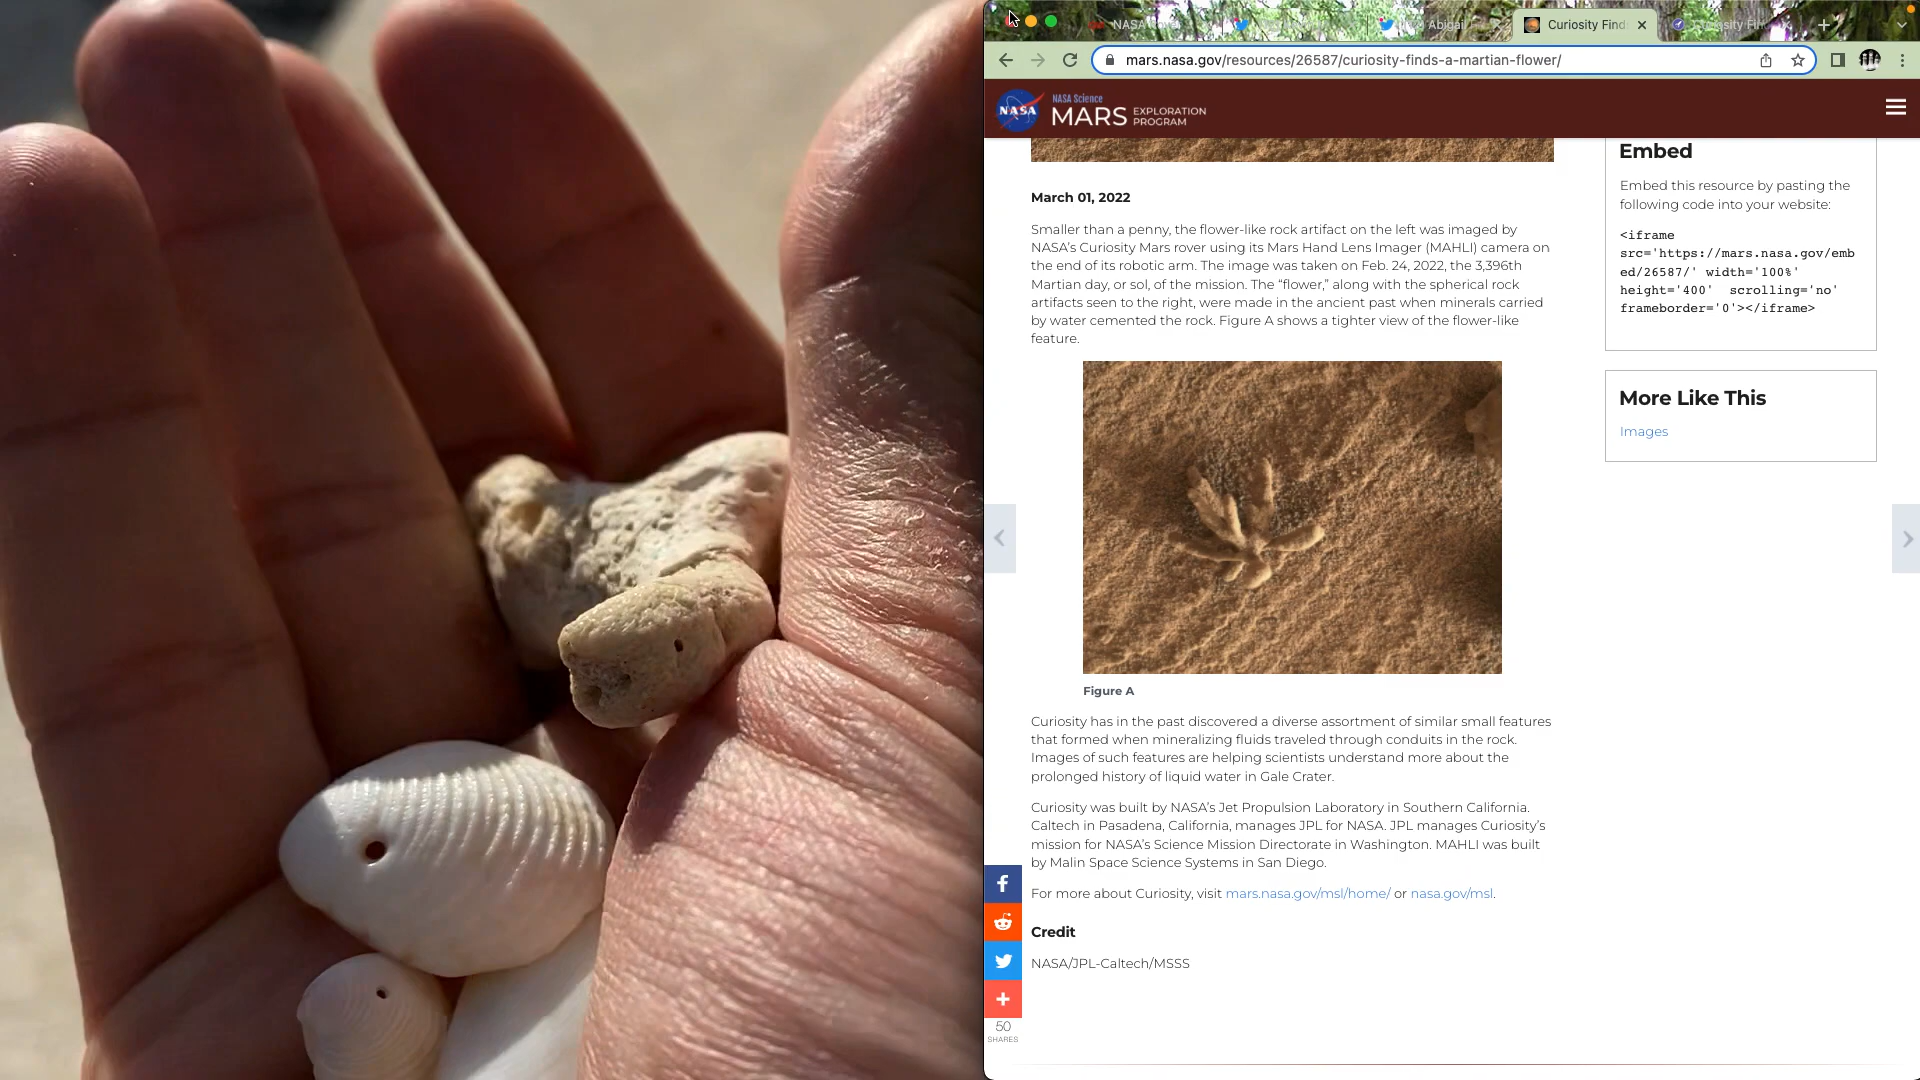 NASA
Abigail
Curiosity Find
Curiosity Fin
mars.nasa.gov/resources/26587/curiosity-finds-a-martian-flower/
NASA
NASA Science
MARS
EXPLORATION
PROGRAM
March 01, 2022
Smaller than a penny, the flower-like rock artifact on the left was imaged by
NASA's Curiosity Mars rover using its Mars Hand Lens Imager (MAHLI) camera on
the end of its robotic arm. The image was taken on Feb. 24, 2022, the 3,396th
Martian day, or sol, of the mission. The “flower,” along with the spherical rock
artifacts seen to the right, were made in the ancient past when minerals carried
by water cemented the rock. Figure A shows a tighter view of the flower-like
feature.
Figure A
Curiosity has in the past discovered a diverse assortment of similar small features
that formed when mineralizing fluids traveled through conduits in the rock.
Images of such features are helping scientists understand more about the
prolonged history of liquid water in Gale Crater.
Curiosity was built by NASA's Jet Propulsion Laboratory in Southern California.
Caltech in Pasadena, California, manages JPL for NASA. JPL manages Curiosity's
mission for NASA's Science Mission Directorate in Washington. MAHLI was built
by Malin Space Science Systems in San Diego.
For more about Curiosity, visit mars.nasa.gov/msl/home/ or nasa.gov/msl.
Credit
NASA/JPL-Caltech/MSSS
50
SHARES
Embed
Embed this resource by pasting the
following code into your website:
<iframe
src='https://mars.nasa.gov/emb
ed/26587/' width='100%'
height='400' scrolling='no'
frameborder='0'></iframe>
More Like This
Images